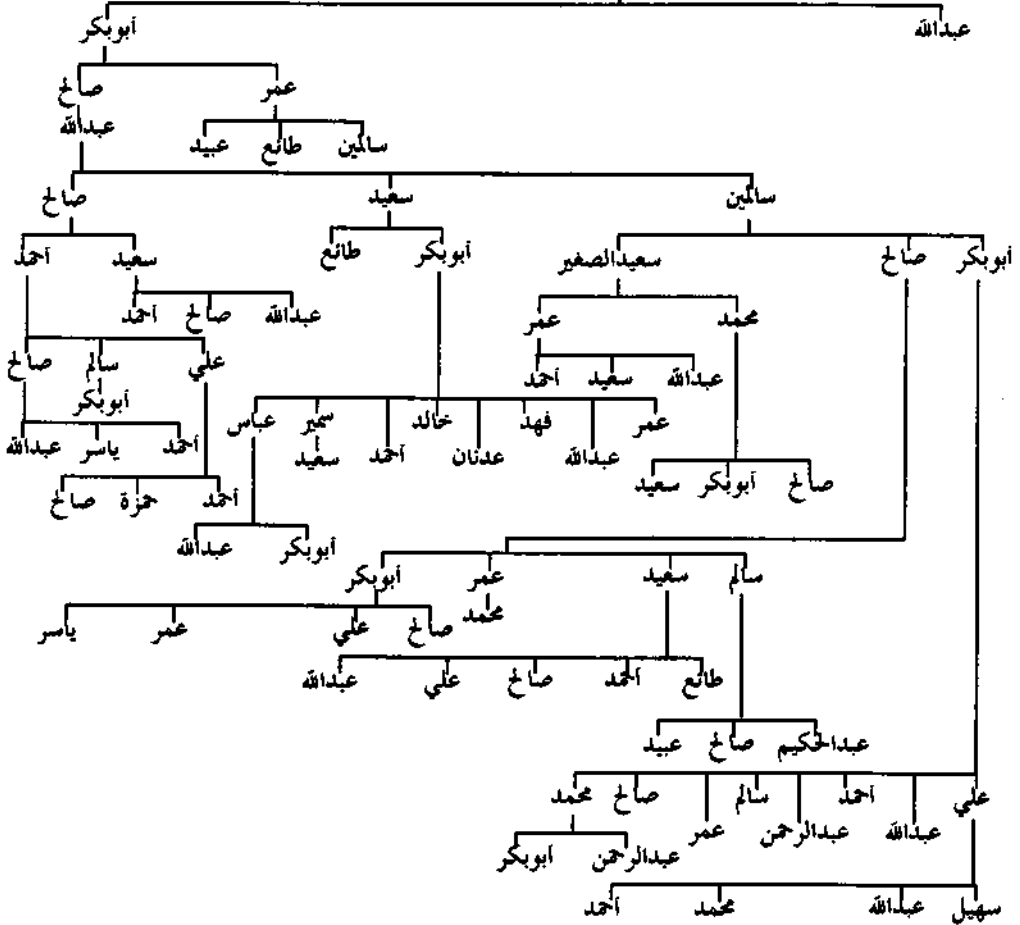 عبدالله أبوبكر
عمر صالح
عبدالله
سالمين طائع عبيد
سالمين سعيد صالح
أبوبكر صالح سعيدالصغير أبوبكر طائع سعيد أحمد
محمد عمر عبدالله صالح أحمد
علي سالم صالح
عبدالله سعيد أحمد
أبوبكر
عمر فهد خالد سمير عباس
أحمد ياسر عبدالله
عبدالله عدنان أحمد سعيد
صالح أبوبكر سعيد
أحمد حمزة صالح
أبوبكر عبدالله
سالم سعيد عمر أبوبكر
محمد
صالح علي عمر ياسر
طائع أحمد صالح علي عبدالله
عبدالحكيم صالح عبيد
علي أحمد سالم صالح محمد
عبدالله عبدالرحمن عمر
عبدالرحمن أبوبكر
سهيل عبدالله محمد أحمد